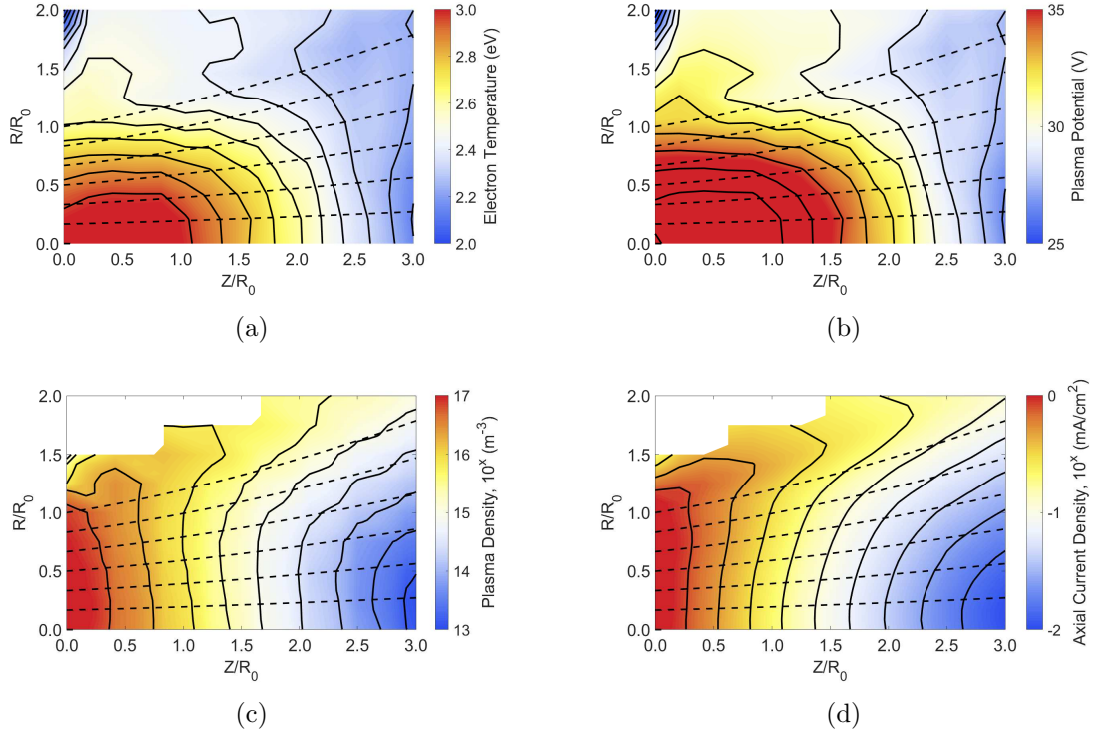 2.0
1.5
1.0
0.5
0.0
R/R0
0.0 0.5 1.0 1.5 2.0 2.5 3.0
Z/R0
3.0
2.8
2.6
2.4
2.2
2.0
Electron Temperature (eV)
(a)
2.0
1.5
1.0
0.5
0.0
R/R0
0.0 0.5 1.0 1.5 2.0 2.5 3.0
Z/R0
35
30
25
Plasma Potential (V)
(b)
2.0
1.5
1.0
0.5
0.0
R/R0
0.0 0.5 1.0 1.5 2.0 2.5 3.0
Z/R0
17
16
15
14
13
Plasma Density, 10^x (m^-3)
(c)
2.0
1.5
1.0
0.5
0.0
R/R0
0.0 0.5 1.0 1.5 2.0 2.5 3.0
Z/R0
0
-1
-2
Axial Current Density, 10^x (mA/cm^2)
(d)